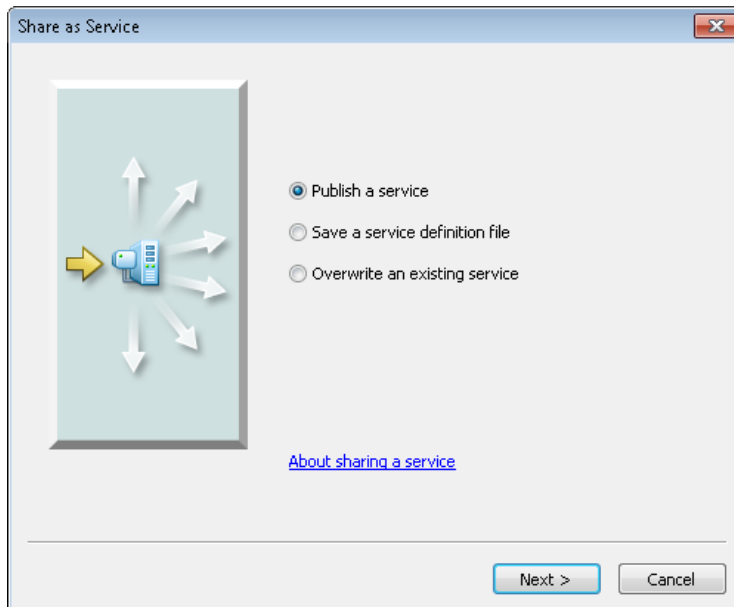 Share as Service
Publish a service
Save a service definition file
Overwrite an existing service
About sharing a service
Next >
Cancel